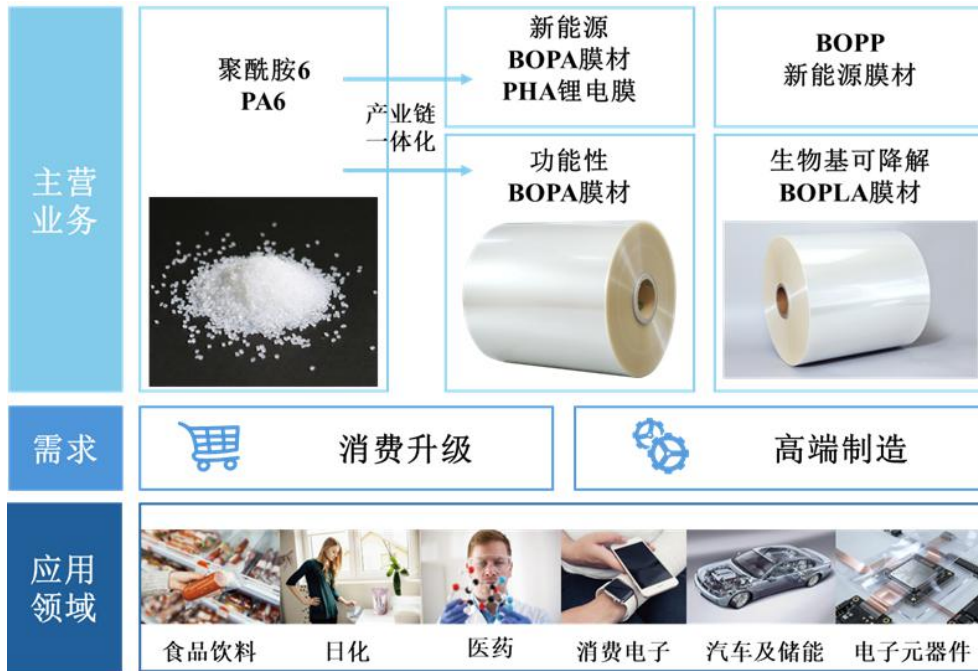 主营
业务
聚酰胺6
PA6
产业链
一体化
新能源
BOPA膜材
PHA锂电膜
BOPP
新能源膜材
功能性
BOPA膜材
生物基可降解
BOPLA膜材
需求
消费升级
高端制造
应用
领域
食品饮料
日化
医药
消费电子
汽车及储能
电子元器件